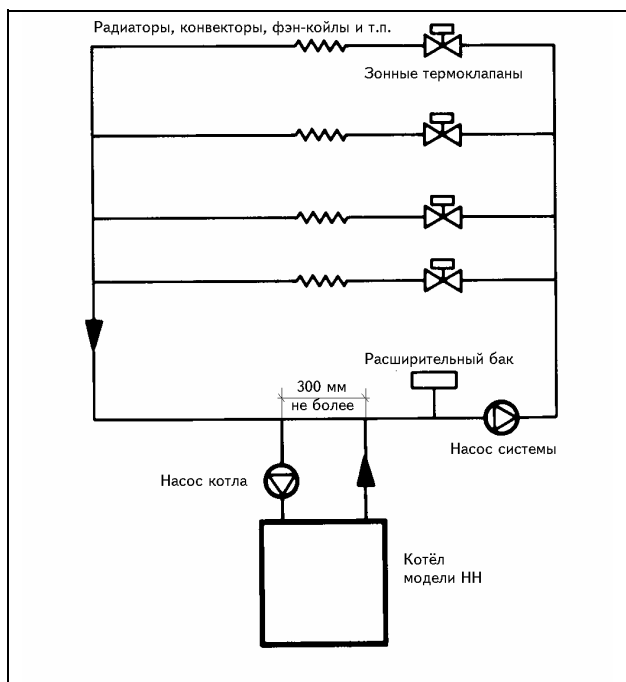 Радиаторы, конвекторы, фэн-койлы и т.п.
Зонные термоклапаны
Расширительный бак
300 мм
не более
Насос системы
Насос котла
Котёл
модели НН